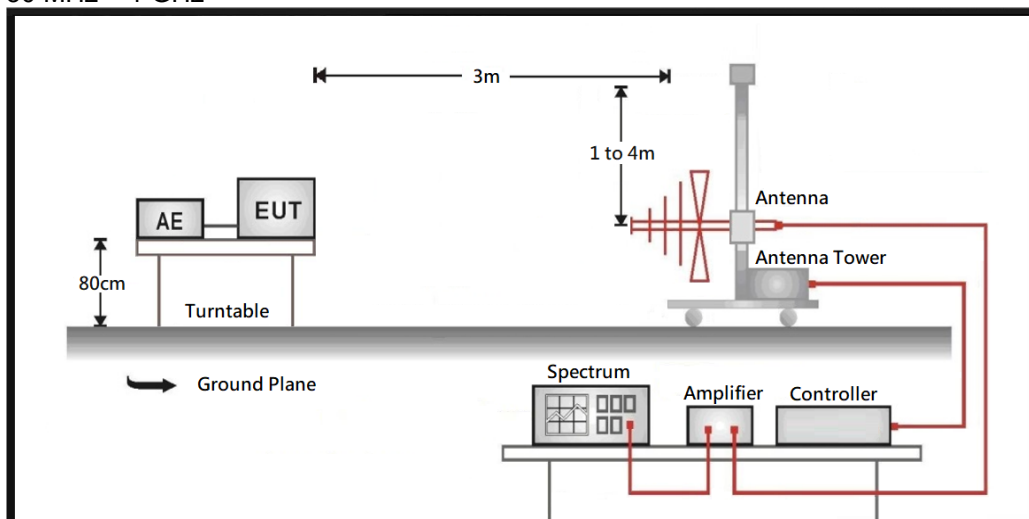 3m
1 to 4m
Antenna
AE
EUT
Antenna Tower
80cm
Turntable
Ground Plane
Spectrum
Amplifier
Controller